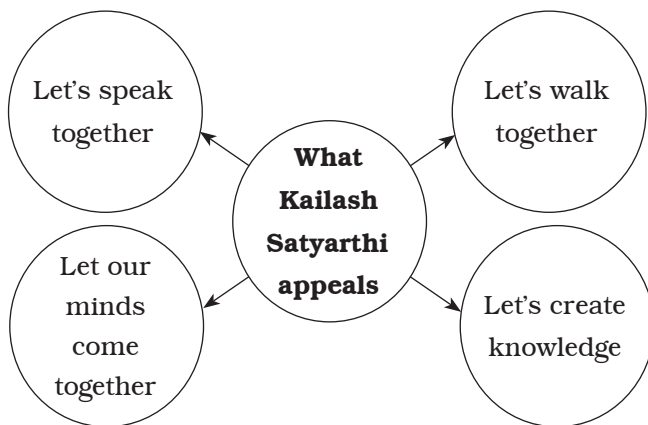 Let's speak
together
Let's walk
together
What
Kailash
Satyarthi
appeals
Let our
minds
come
together
Let's create
knowledge